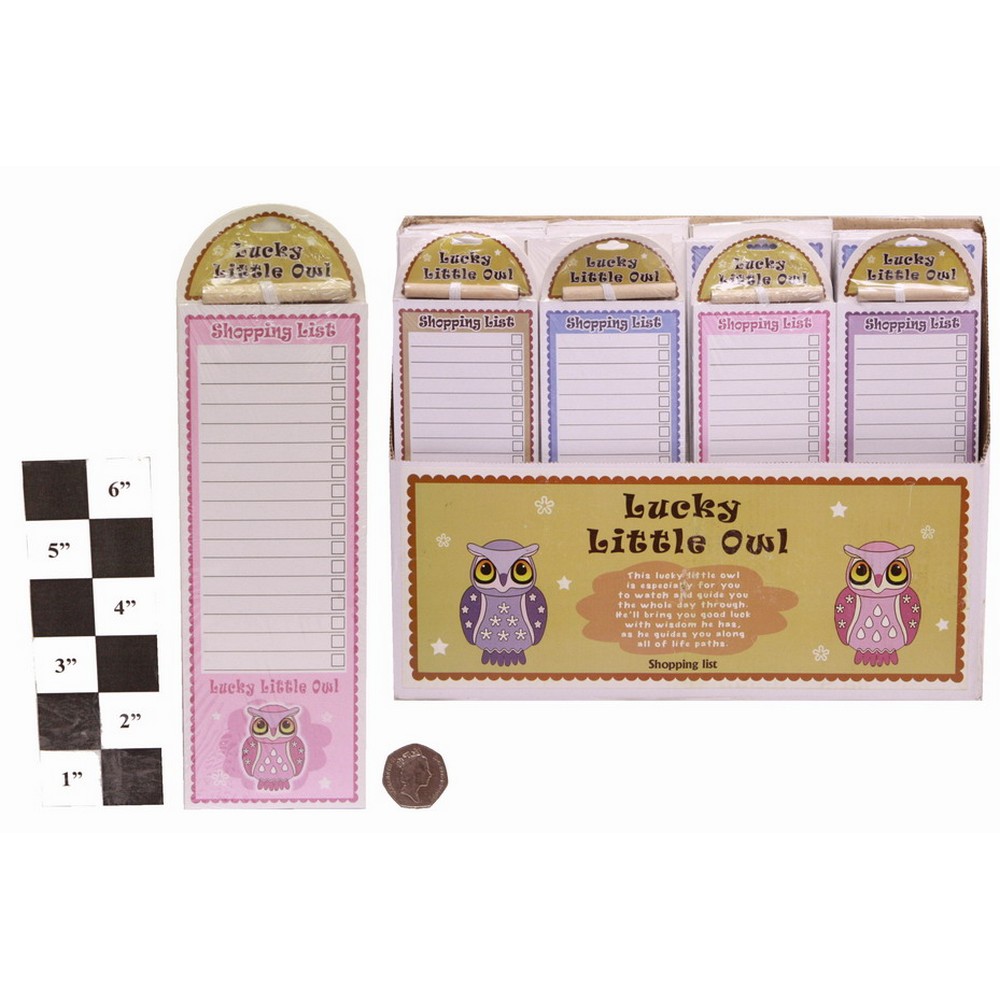 Lucky
Little Owl
Shopping List
Lucky Little Owl
6”
5”
4”
3”
2”
1”
Lucky
Little Owl
Shopping List
Lucky
Little Owl
Shopping List
Lucky
Little Owl
Shopping List
Lucky
Little Owl
Shopping List
Lucky
Little Owl
This lucky little owl
is especially for you
to watch and guide you
the whole day through.
He'll bring you good luck
with wisdom he has,
as he guides you along
all of life paths.
Shopping list